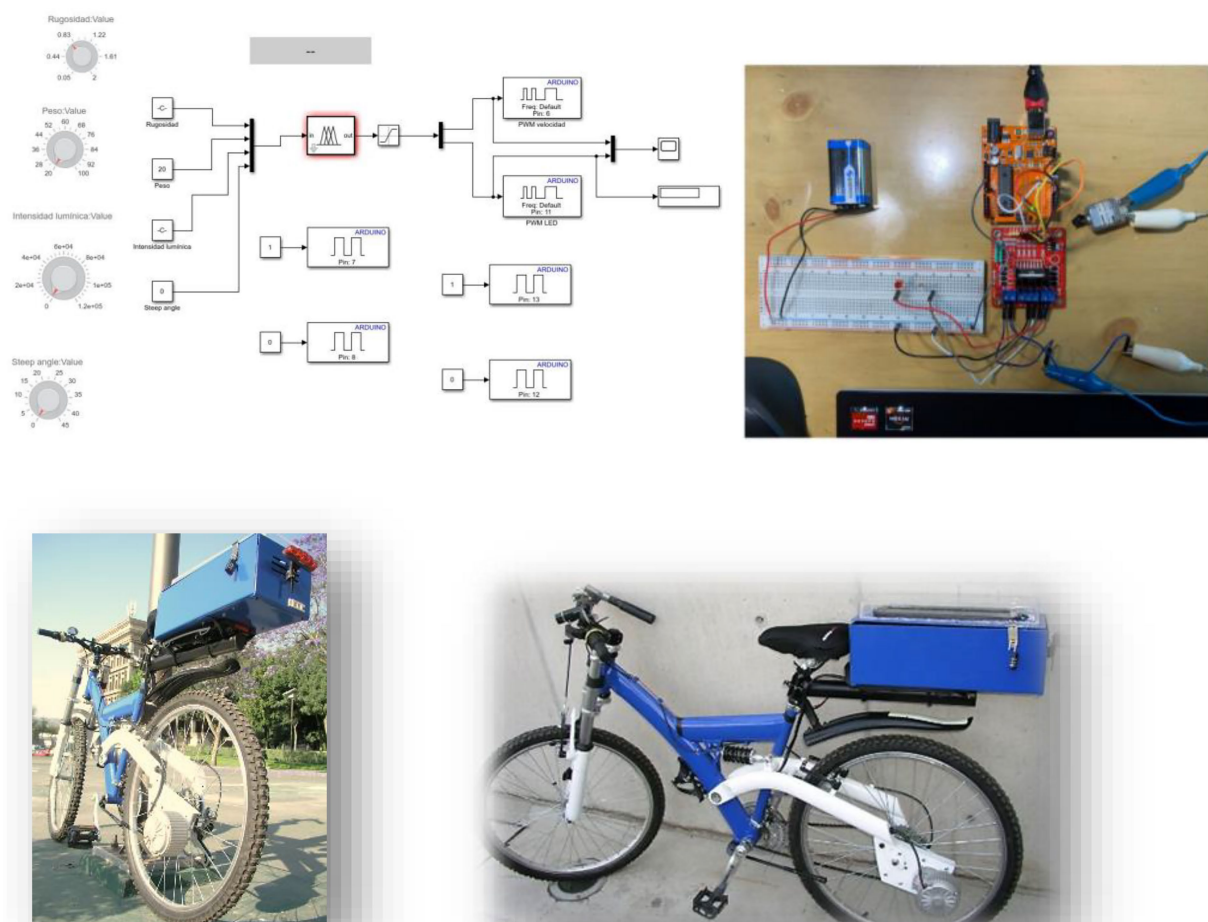 Rugosidad:Value
0.83
1.22
0.44
1.61
0.05
2
--
Peso:Value
60
52
68
44
76
36
84
28
92
20
100
Intensidad lumínica:Value
6e+04
4e+04
8e+04
2e+04
1e+05
0
1.2e+05
Steep angle:Value
20
25
15
30
10
35
5
40
0
45
-C-
Rugosidad
20
Peso
-C-
Intensidad lumínica
0
Steep angle
in
out
ARDUINO
Freq: Default
Pin: 6
PWM velocidad
ARDUINO
Freq: Default
Pin: 11
PWM LED
1
ARDUINO
Pin: 7
1
ARDUINO
Pin: 13
0
ARDUINO
Pin: 8
0
ARDUINO
Pin: 12